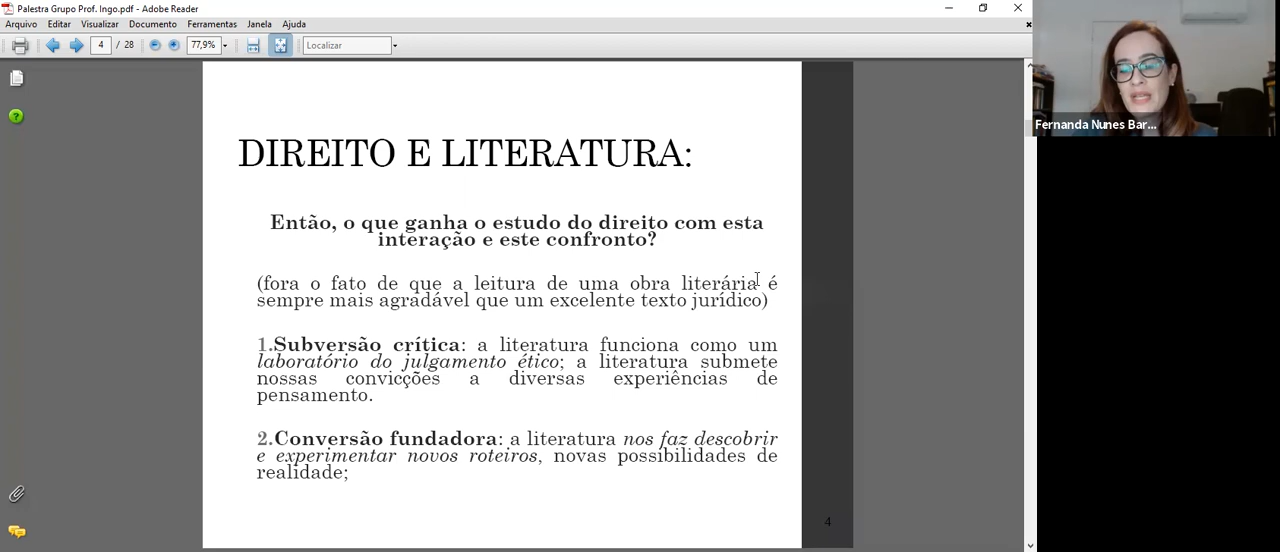 Palestra Grupo Prof. Ingo.pdf - Adobe Reader
Arquivo Editar Visualizar Documento Ferramentas Janela Ajuda
4 / 28 77,9% Localizar
Fernanda Nunes Bar...
DIREITO E LITERATURA:
Então, o que ganha o estudo do direito com esta
interação e este confronto?
(fora o fato de que a leitura de uma obra literária é
sempre mais agradável que um excelente texto jurídico)
1.Subversão crítica: a literatura funciona como um
laboratório do julgamento ético; a literatura submete
nossas convicções a diversas experiências de
pensamento.
2.Conversão fundadora: a literatura nos faz descobrir
e experimentar novos roteiros, novas possibilidades de
realidade;
4